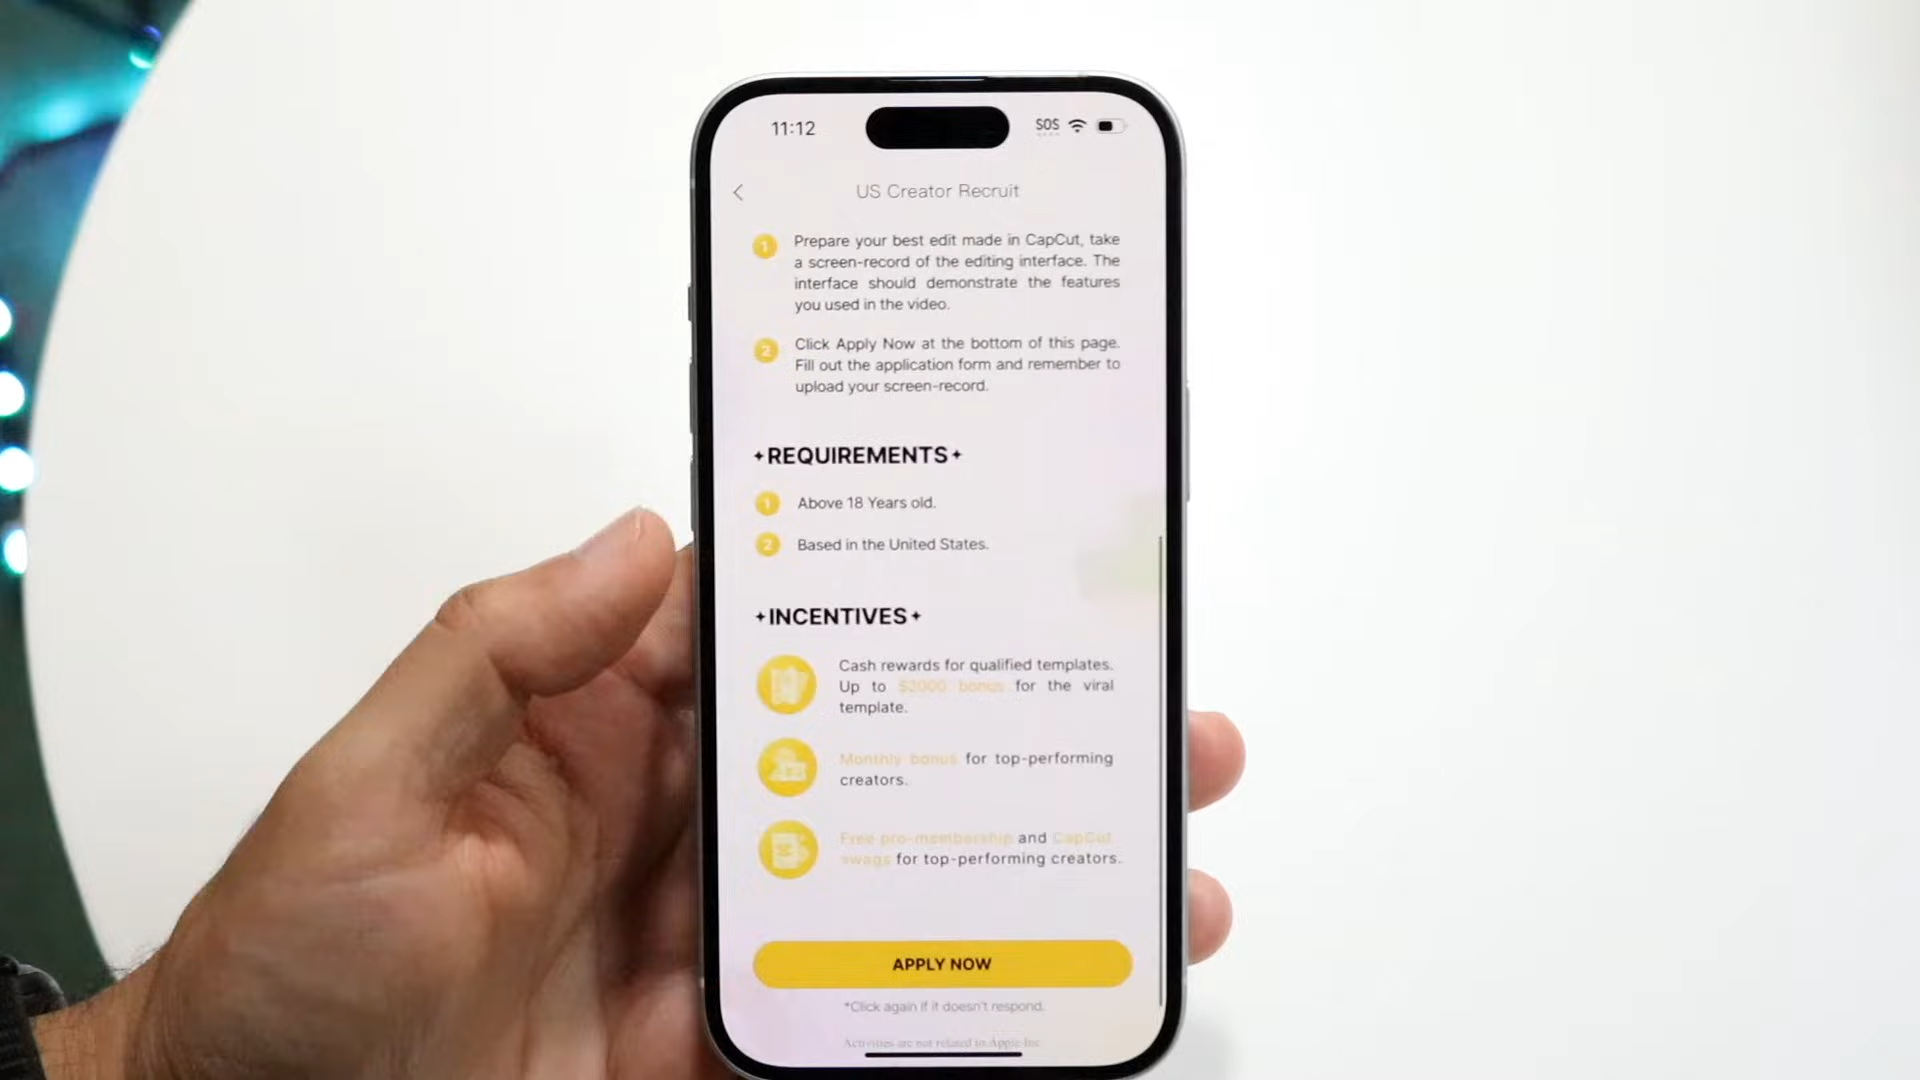 11:12
SOS
US Creator Recruit
1 Prepare your best edit made in CapCut, take
a screen-record of the editing interface. The
interface should demonstrate the features
you used in the video.
2 Click Apply Now at the bottom of this page.
Fill out the application form and remember to
upload your screen-record.
REQUIREMENTS
1 Above 18 Years old.
2 Based in the United States.
INCENTIVES
Cash rewards for qualified templates.
Up to $2000 bonus for the viral
template.
Monthly bonus for top-performing
creators.
Free pro-membership and CapCut
swags for top-performing creators.
APPLY NOW
*Click again if it doesn't respond.
Activities are not related to Apple Inc